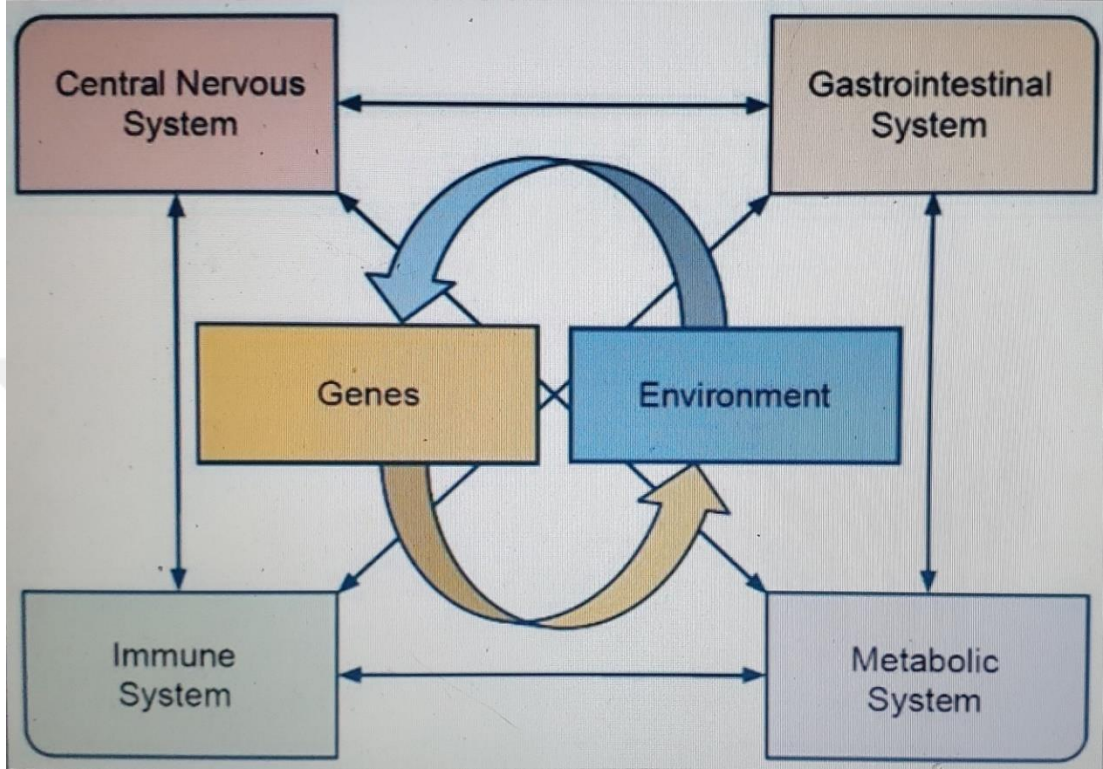 Central Nervous
System
Gastrointestinal
System
Genes
Environment
Immune
System
Metabolic
System